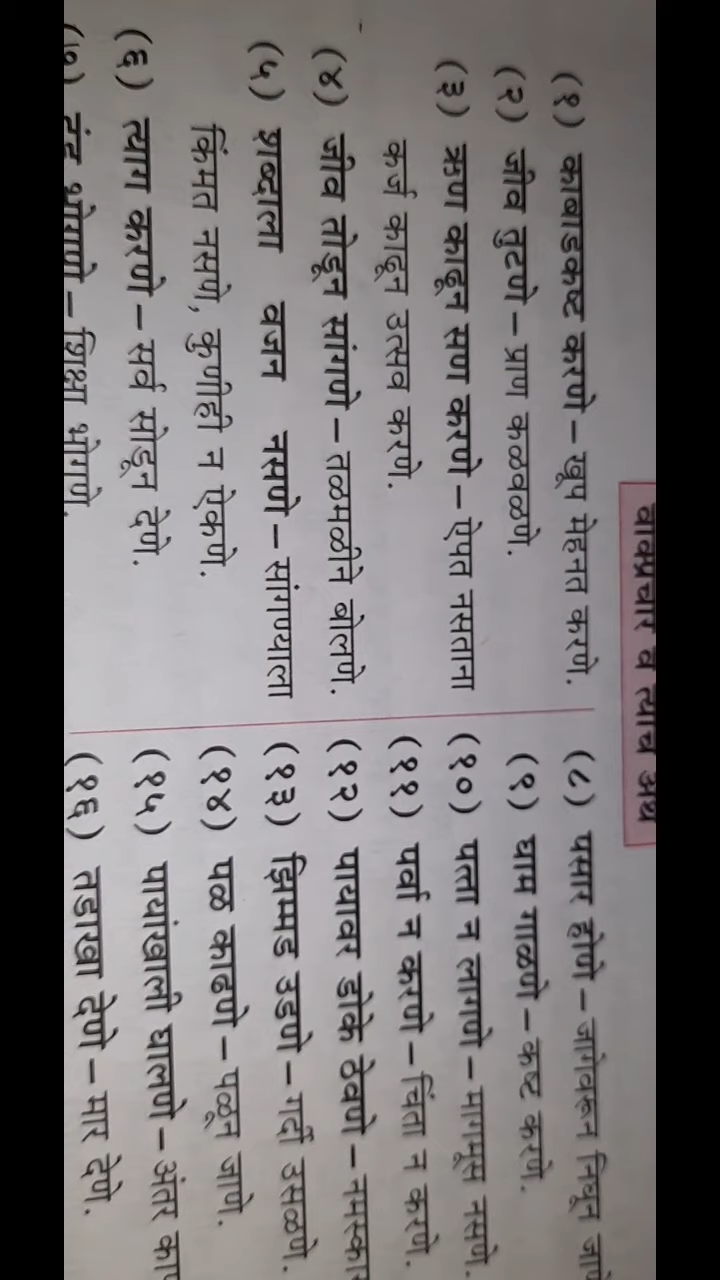 वाक्प्रचार व त्यांचे अर्थ
(१) काबाडकष्ट करणे – खूप मेहनत करणे.
(२) जीव तुटणे – प्राण कळवळणे.
(३) ऋण काढून सण करणे – ऐपत नसताना
कर्ज काढून उत्सव करणे.
(४) जीव तोडून सांगणे – तळमळीने बोलणे.
(५) शब्दाला वजन नसणे – सांगण्याला
किंमत नसणे, कुणीही न ऐकणे.
(६) त्याग करणे – सर्व सोडून देणे.
(७) दंड भोगणे – शिक्षा भोगणे.
(८) पसार होणे – जागेवरून निघून
(९) घाम गाळणे – कष्ट करणे.
(१०) पत्ता न लागणे – मागमूस नसणे.
(११) पर्वा न करणे – चिंता न करणे.
(१२) पायावर डोके ठेवणे –
(१३) झिम्मड उडणे – गर्दी उसळणे.
(१४) पळ काढणे – पळून जाणे.
(१५) पायांखाली घालणे – अंतर
(१६) तडाखा देणे – मार देणे.